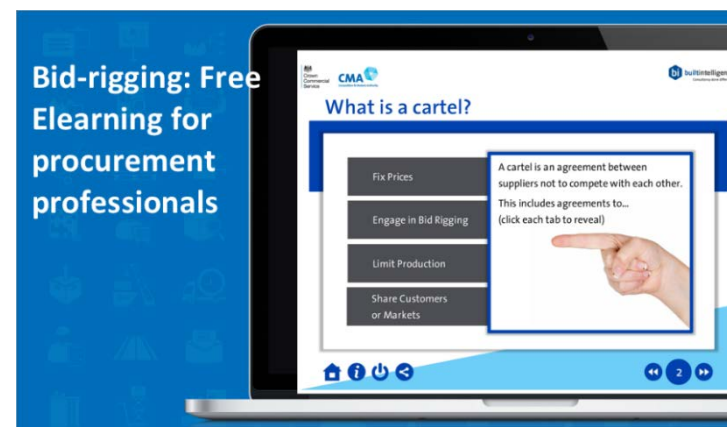 Bid-rigging: Free
Elearning for
procurement
professionals
Crown
Commercial
Service
CMA
builtintelligen
What is a cartel?
Fix Prices
Engage in Bid Rigging
Limit Production
Share Customers
or Markets
A cartel is an agreement between
suppliers not to compete with each other.
This includes agreements to...
(click each tab to reveal)
2